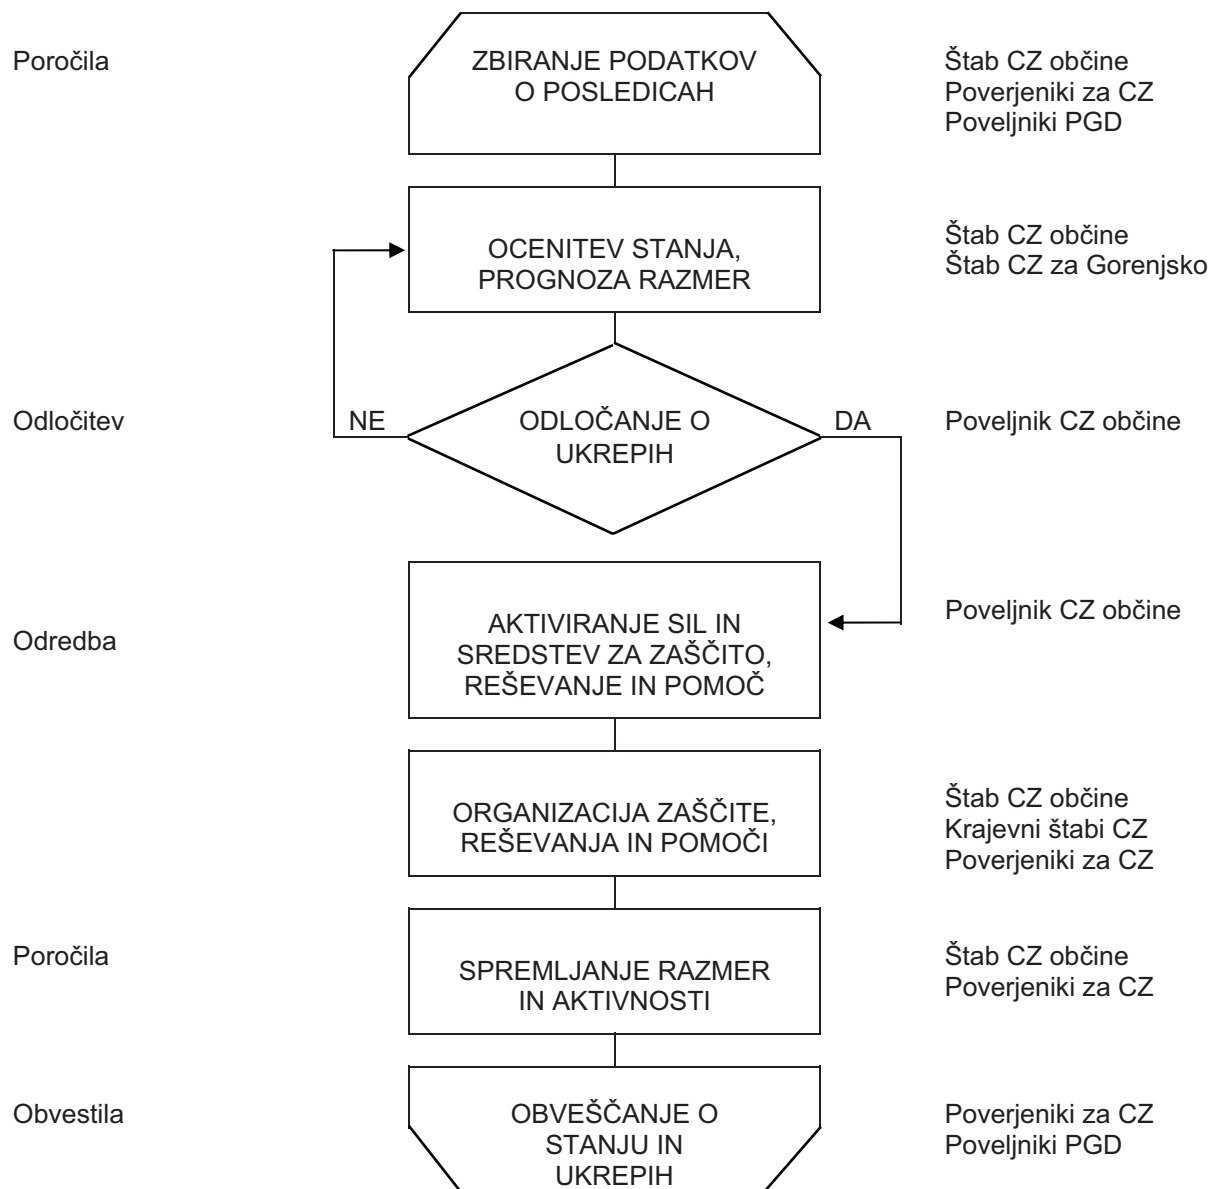 Poročila
ZBIRANJE PODATKOV
O POSLEDICAH
Štab CZ občine
Poverjeniki za CZ
Poveljniki PGD
OCENITEV STANJA,
PROGNOZA RAZMER
Štab CZ občine
Štab CZ za Gorenjsko
Odločitev
NE
ODLOČANJE O
UKREPIH
DA
Poveljnik CZ občine
Odredba
AKTIVIRANJE SIL IN
SREDSTEV ZA ZAŠČITO,
REŠEVANJE IN POMOČ
Poveljnik CZ občine
ORGANIZACIJA ZAŠČITE,
REŠEVANJA IN POMOČI
Štab CZ občine
Krajevni štabi CZ
Poverjeniki za CZ
Poročila
SPREMLJANJE RAZMER
IN AKTIVNOSTI
Štab CZ občine
Poverjeniki za CZ
Obvestila
OBVEŠČANJE O
STANJU IN
UKREPIH
Poverjeniki za CZ
Poveljniki PGD